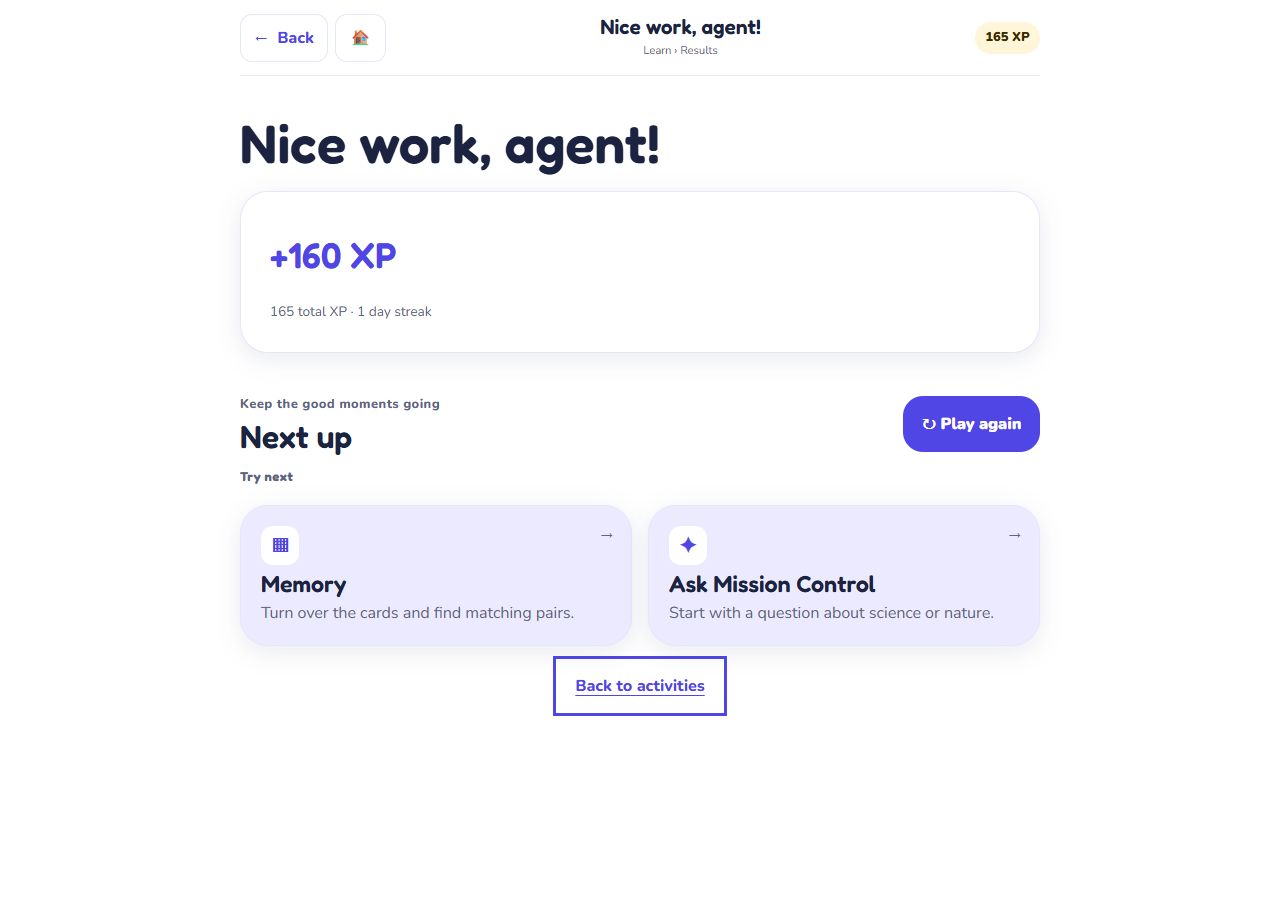 ← Back
Nice work, agent!
Learn › Results
165 XP
Nice work, agent!
+160 XP
165 total XP · 1 day streak
Keep the good moments going
Next up
↻ Play again
Try next
→
Memory
Turn over the cards and find matching pairs.
→
Ask Mission Control
Start with a question about science or nature.
Back to activities